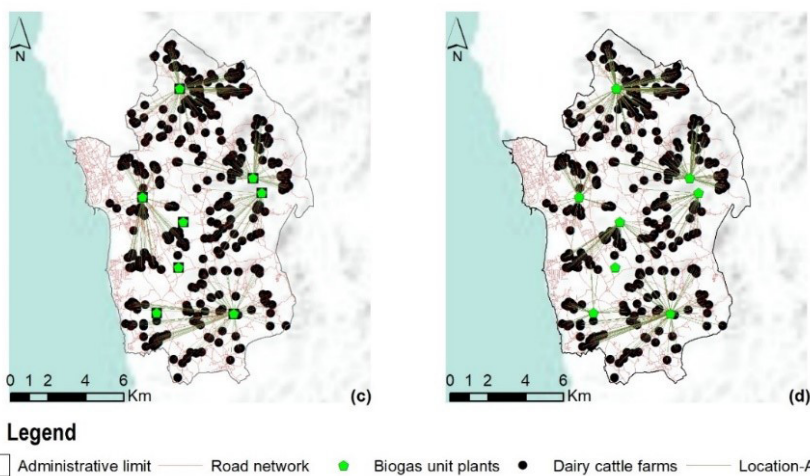 N
N
0 1 2 4 6
Km
(c)
0 1 2 4 6
Km
(d)
Legend
Administrative limit Road network Biogas unit plants Dairy cattle farms Location-A